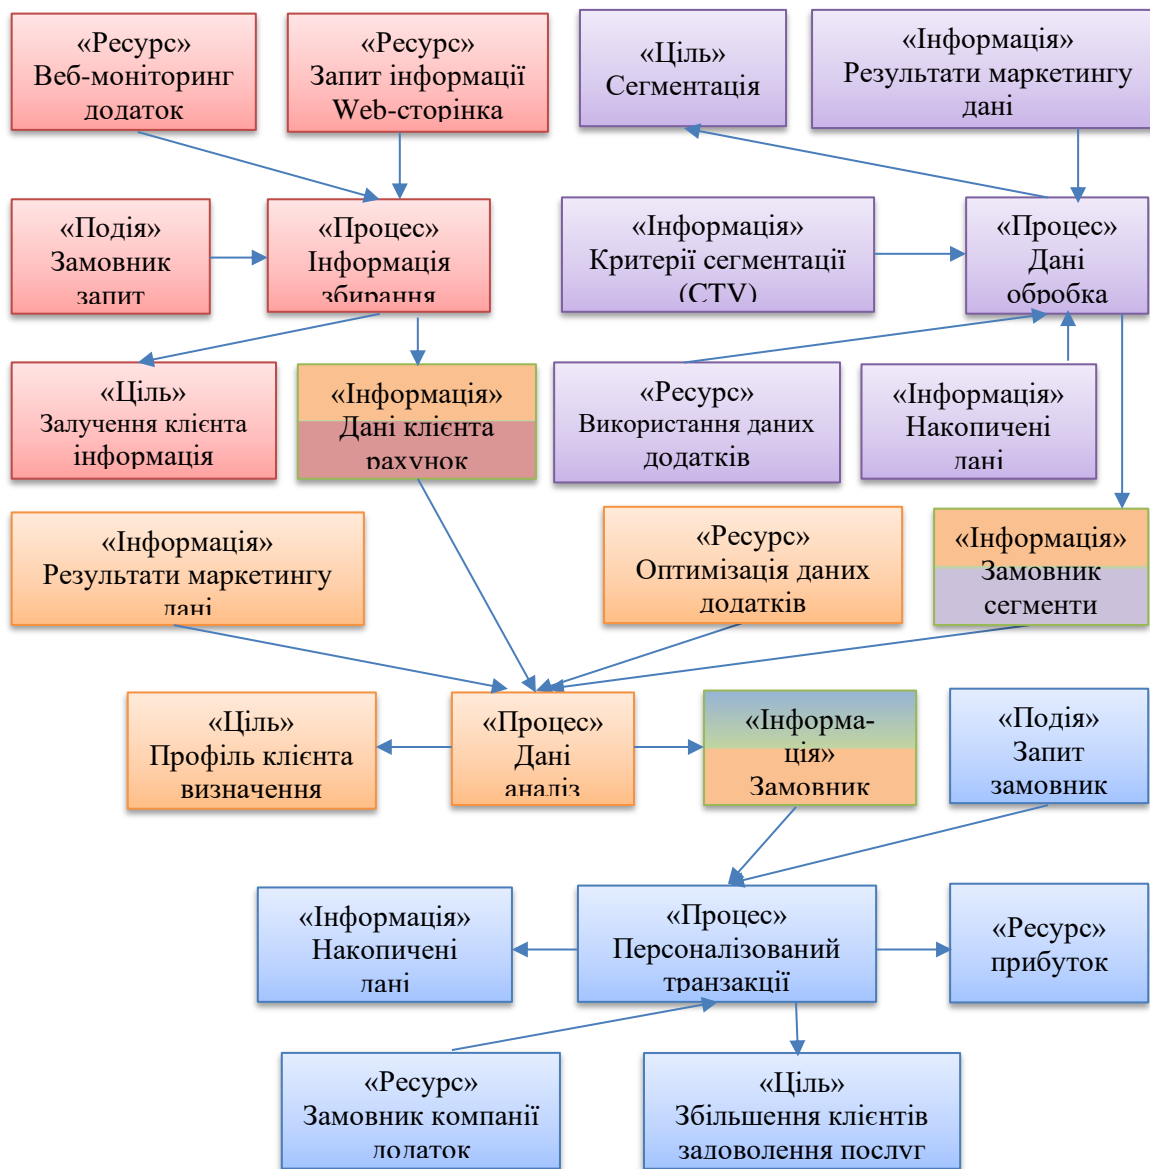 «Ресурс»
Веб-моніторинг
додаток
«Ресурс»
Запит інформації
Web-сторінка
«Ціль»
Сегментація
«Інформація»
Результати маркетингу
дані
«Подія»
Замовник
запит
«Процес»
Інформація
збирання
«Інформація»
Критерії сегментації
(CTV)
«Процес»
Дані
обробка
«Ціль»
Залучення клієнта
інформація
«Інформація»
Дані клієнта
рахунок
«Ресурс»
Використання даних
додатків
«Інформація»
Накопичені
дані
«Інформація»
Результати маркетингу
дані
«Ресурс»
Оптимізація даних
додатків
«Інформація»
Замовник
сегменти
«Ціль»
Профіль клієнта
визначення
«Процес»
Дані
аналіз
«Інформа-
ція»
Замовник
«Подія»
Запит
замовник
«Інформація»
Накопичені
дані
«Процес»
Персоналізований
транзакції
«Ресурс»
прибуток
«Ресурс»
Замовник компанії
додаток
«Ціль»
Збільшення клієнтів
задоволення послуг